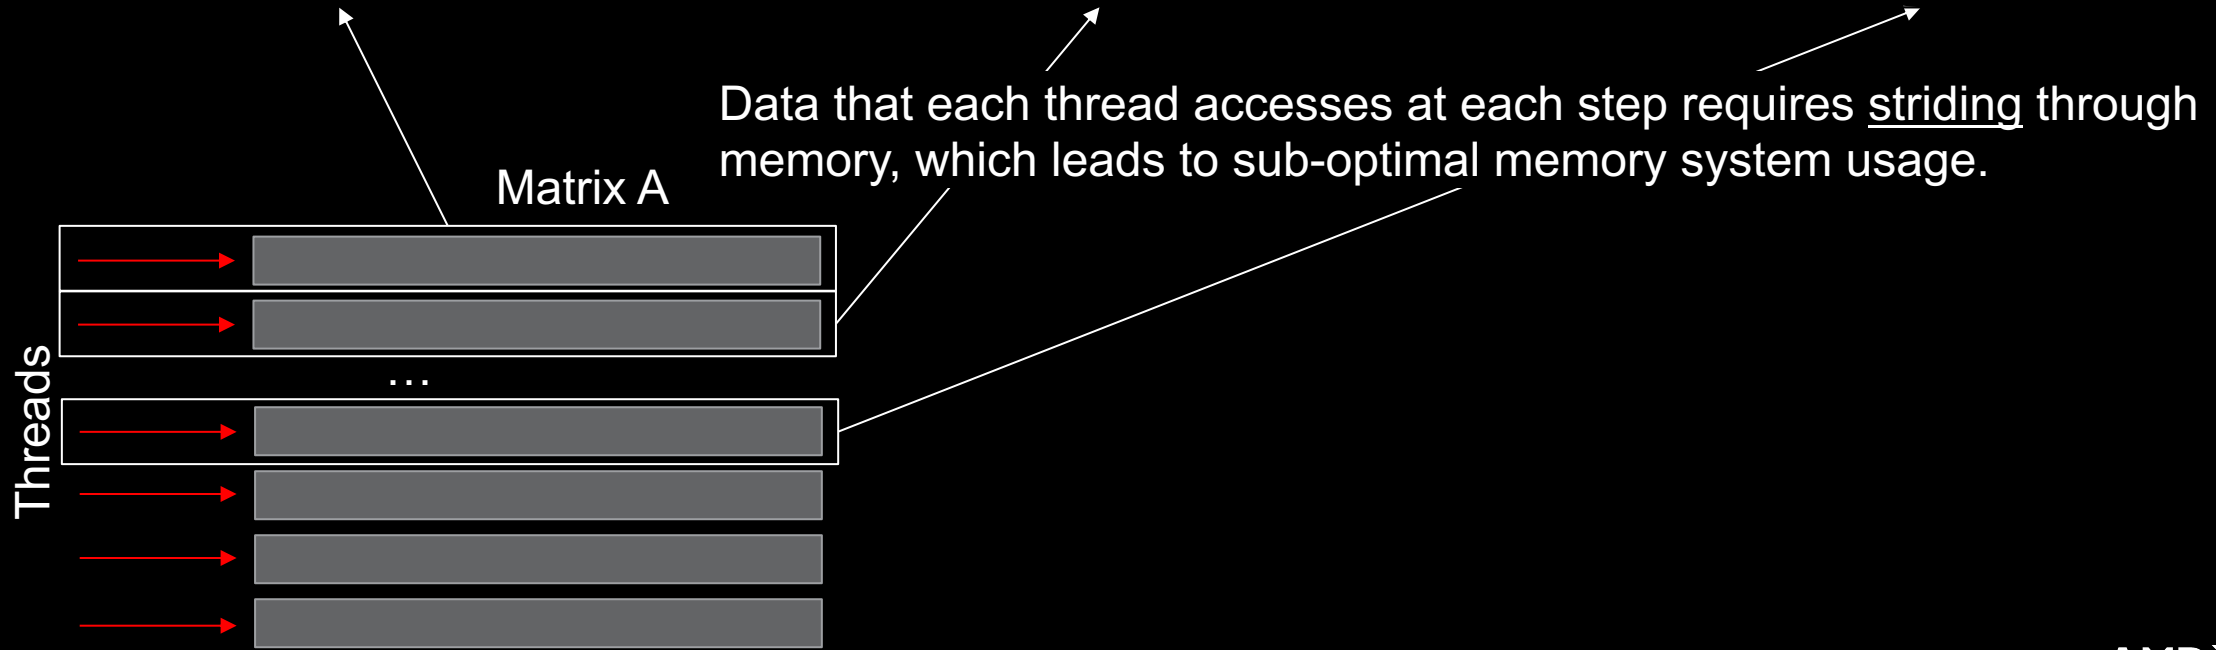 Data that each thread accesses at each step requires striding through
memory, which leads to sub-optimal memory system usage.
Matrix A
Threads
...